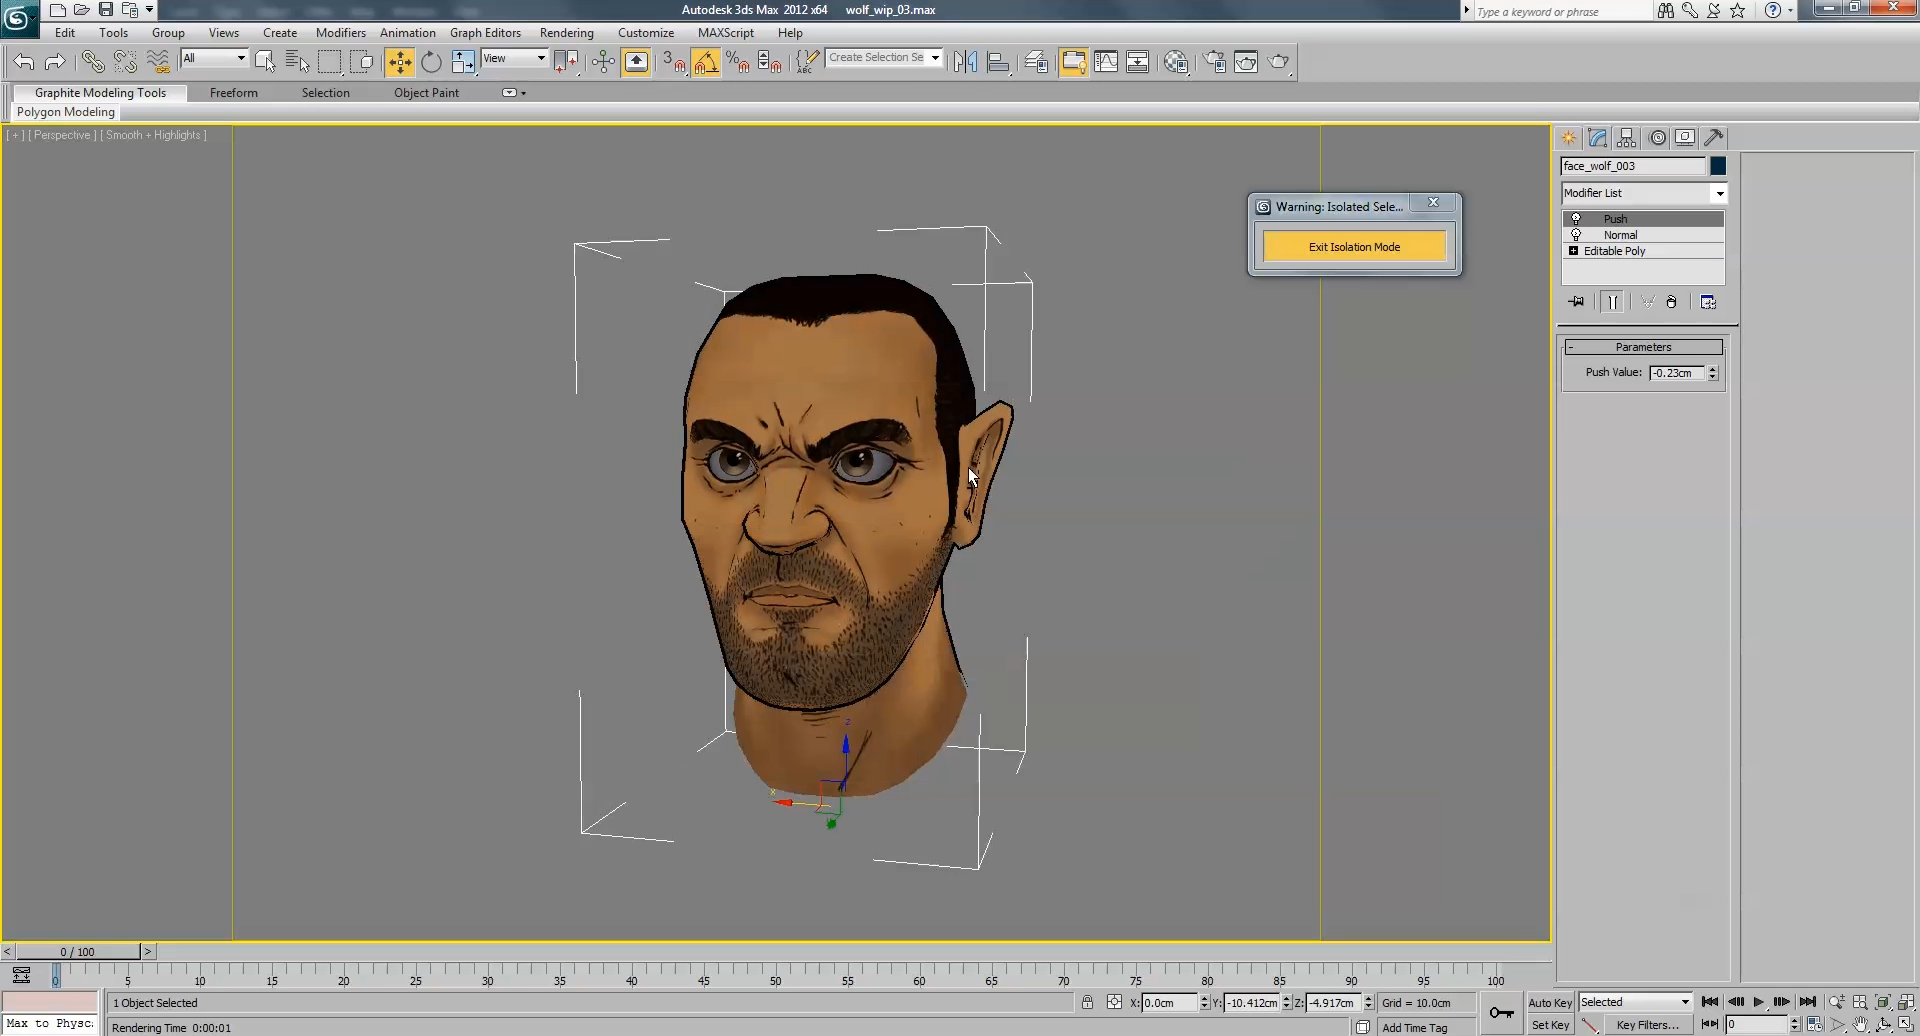 Autodesk 3ds Max 2012 x64 wolf_wip_03.max
Type a keyword or phrase
Edit Tools Group Views Create Modifiers Animation Graph Editors Rendering Customize MAXScript Help
All
View
3
%
ABC
Create Selection Se
Graphite Modeling Tools Freeform Selection Object Paint
Polygon Modeling
[ + ] [ Perspective ] [ Smooth + Highlights ]
face_wolf_003
Modifier List
Push
Normal
Editable Poly
Warning: Isolated Sele...
Exit Isolation Mode
Parameters
Push Value: -0.23cm
z
x
< 0 / 100 >
0 5 10 15 20 25 30 35 40 45 50 55 60 65 70 75 80 85 90 95 100
1 Object Selected
X: 0.0cm Y: -10.412cm Z: -4.917cm Grid = 10.0cm
Auto Key Selected
Max to Physc:
Rendering Time 0:00:01
Add Time Tag
Set Key Key Filters... 0